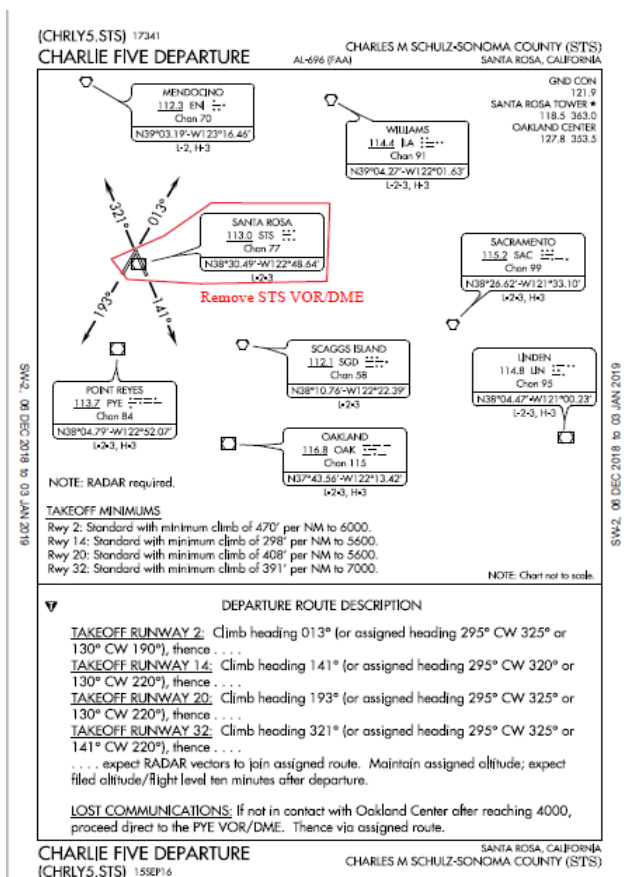 (CHRLY5.STS) 17341
CHARLIE FIVE DEPARTURE
AL-696 (FAA)
CHARLES M SCHULZ-SONOMA COUNTY (STS)
SANTA ROSA, CALIFORNIA
GND CON
121.9
SANTA ROSA TOWER ★
118.5 363.0
OAKLAND CENTER
127.8 353.5
MENDOCINO
112.3 ENI
Chan 70
N39°03.19'-W123°16.46'
L-2, H-3
WILLIAMS
114.4 ILA
Chan 91
N39°04.27'-W122°01.63'
L-2-3, H-3
321°
013°
193°
141°
SANTA ROSA
113.0 STS
Chan 77
N38°30.49'-W122°48.64'
L-2-3
Remove STS VOR/DME
SACRAMENTO
115.2 SAC
Chan 99
N38°26.62'-W121°33.10'
L-2-3, H-3
SCAGGS ISLAND
112.1 SGD
Chan 58
N38°10.76'-W122°22.39'
L-2-3
LINDEN
114.8 LIN
Chan 95
N38°04.47'-W121°00.23'
L-2-3, H-3
POINT REYES
113.7 PYE
Chan 84
N38°04.79'-W122°52.07'
L-2-3, H-3
OAKLAND
116.8 OAK
Chan 115
N37°43.56'-W122°13.42'
L-2-3, H-3
SW-2, 06 DEC 2018 to 03 JAN 2019
SW-2, 06 DEC 2018 to 03 JAN 2019
NOTE: RADAR required.
TAKEOFF MINIMUMS
Rwy 2: Standard with minimum climb of 470' per NM to 6000.
Rwy 14: Standard with minimum climb of 298' per NM to 5600.
Rwy 20: Standard with minimum climb of 408' per NM to 5600.
Rwy 32: Standard with minimum climb of 391' per NM to 7000.
NOTE: Chart not to scale.
T
DEPARTURE ROUTE DESCRIPTION
TAKEOFF RUNWAY 2: Climb heading 013° (or assigned heading 295° CW 325° or
130° CW 190°), thence . . . .
TAKEOFF RUNWAY 14: Climb heading 141° (or assigned heading 295° CW 320° or
130° CW 220°), thence . . . .
TAKEOFF RUNWAY 20: Climb heading 193° (or assigned heading 295° CW 325° or
130° CW 220°), thence . . . .
TAKEOFF RUNWAY 32: Climb heading 321° (or assigned heading 295° CW 325° or
141° CW 220°), thence . . . .
. . . . expect RADAR vectors to join assigned route. Maintain assigned altitude; expect
filed altitude/flight level ten minutes after departure.
LOST COMMUNICATIONS: If not in contact with Oakland Center after reaching 4000,
proceed direct to the PYE VOR/DME. Thence via assigned route.
CHARLIE FIVE DEPARTURE
(CHRLY5.STS) 15SEP16
SANTA ROSA, CALIFORNIA
CHARLES M SCHULZ-SONOMA COUNTY (STS)